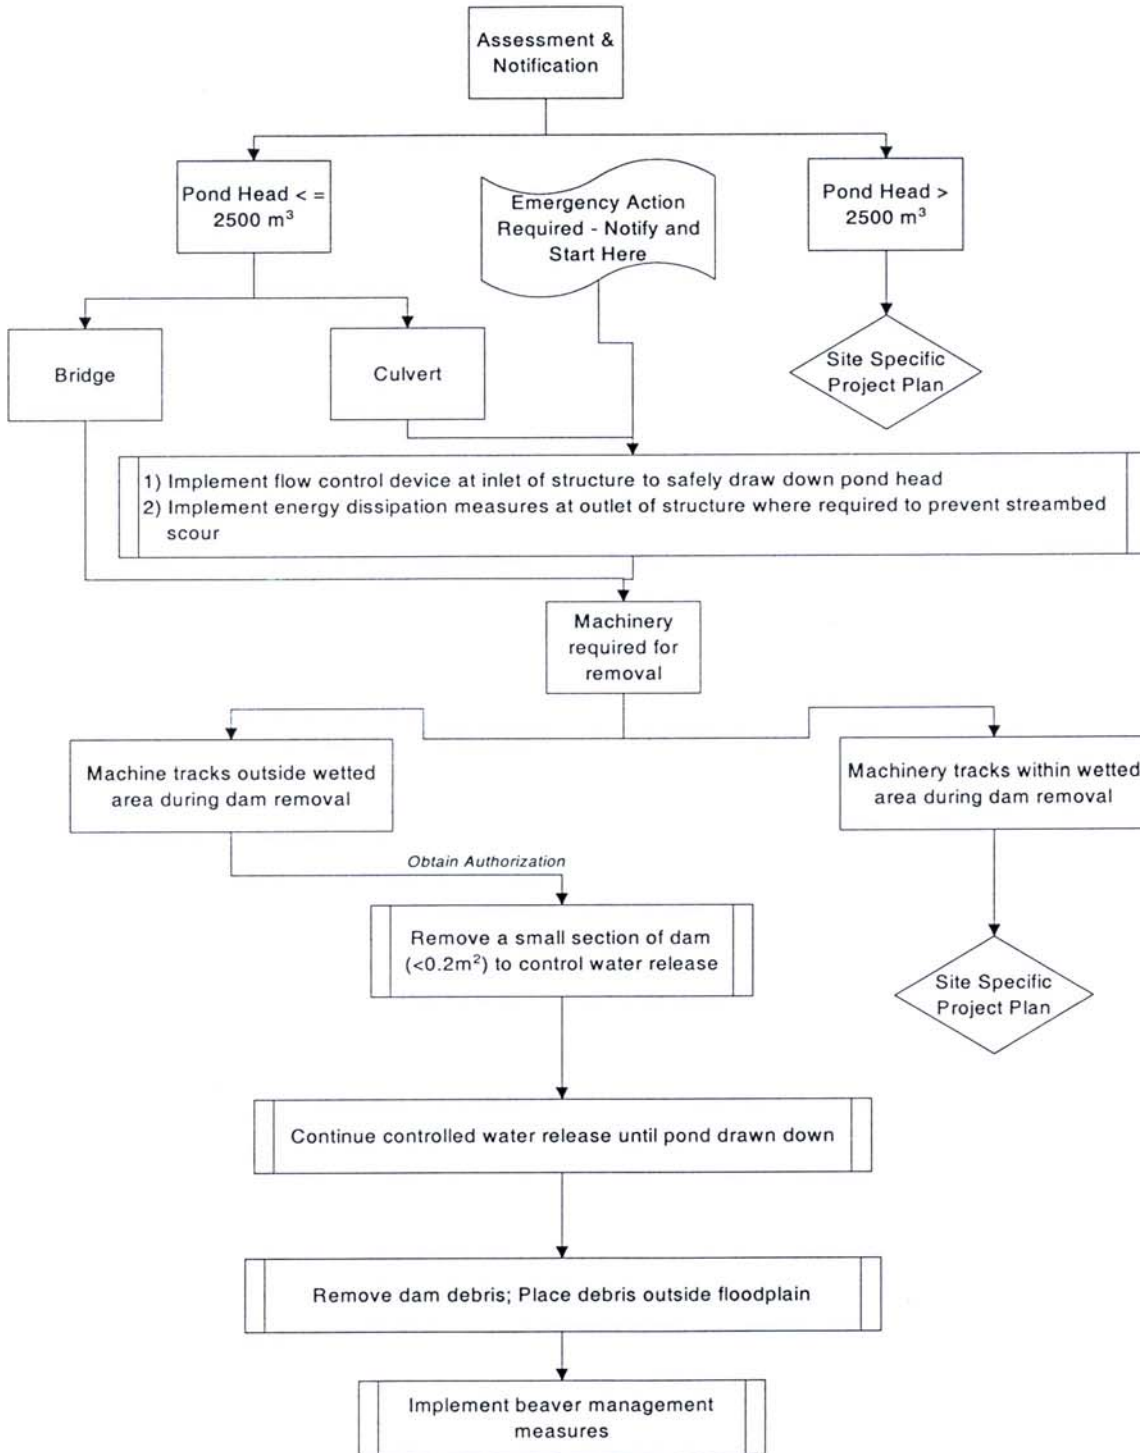 Assessment &
Notification
Pond Head < =
2500 m³
Emergency Action
Required - Notify and
Start Here
Pond Head >
2500 m³
Bridge
Culvert
Site Specific
Project Plan
1) Implement flow control device at inlet of structure to safely draw down pond head
2) Implement energy dissipation measures at outlet of structure where required to prevent streambed
scour
Machinery
required for
removal
Machine tracks outside wetted
area during dam removal
Machinery tracks within wetted
area during dam removal
Obtain Authorization
Remove a small section of dam
(<0.2m²) to control water release
Site Specific
Project Plan
Continue controlled water release until pond drawn down
Remove dam debris; Place debris outside floodplain
Implement beaver management
measures